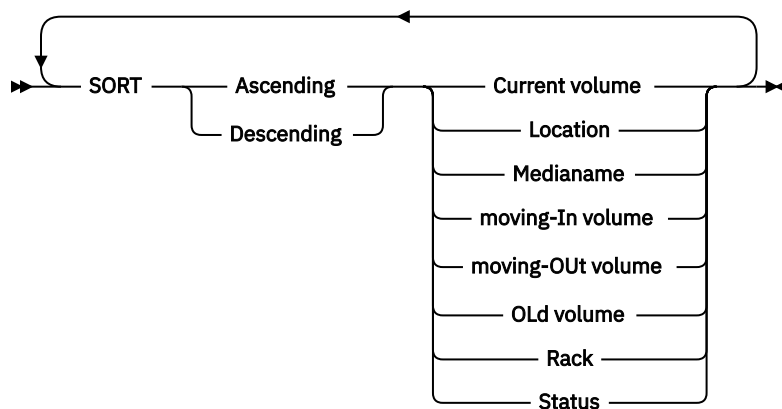 SORT
Ascending
Descending
Current volume
Location
Medianame
moving-In volume
moving-OUt volume
OLd volume
Rack
Status